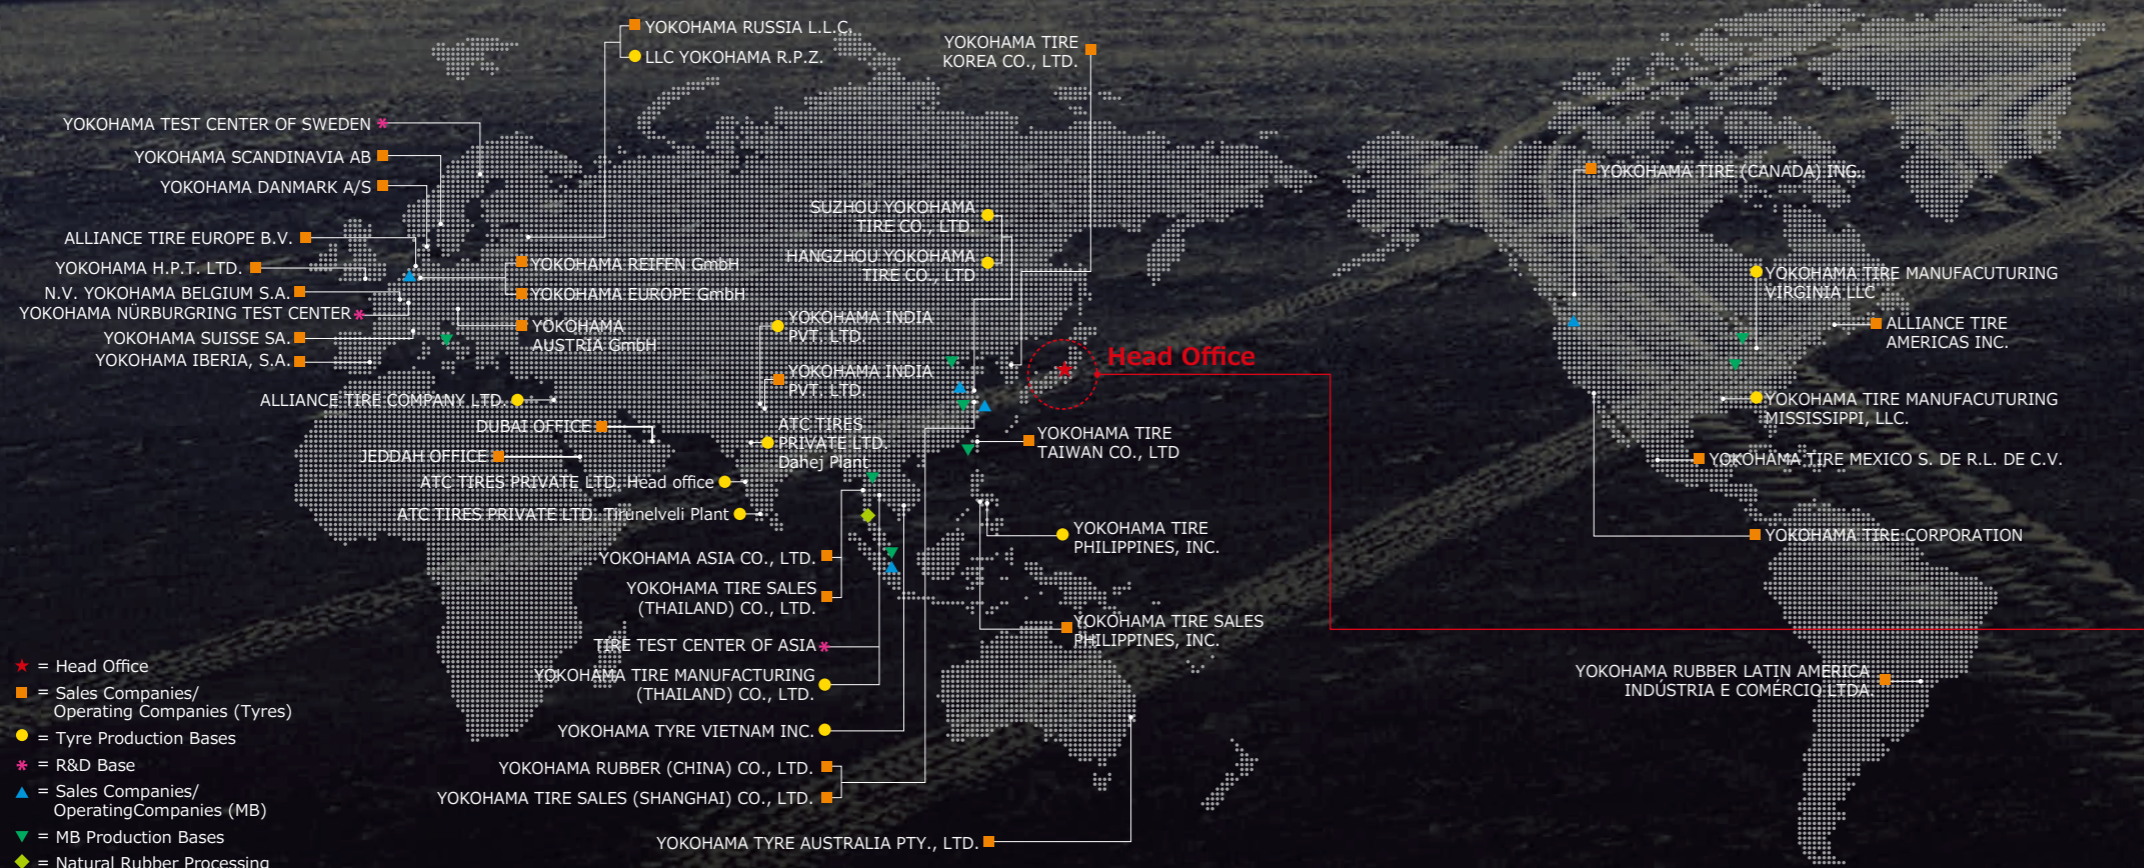 YOKOHAMA RUSSIA L.L.C.
LLC YOKOHAMA R.P.Z.
YOKOHAMA TIRE
KOREA CO., LTD.
YOKOHAMA TEST CENTER OF SWEDEN
YOKOHAMA SCANDINAVIA AB
YOKOHAMA DANMARK A/S
ALLIANCE TIRE EUROPE B.V.
YOKOHAMA H.P.T. LTD.
N.V. YOKOHAMA BELGIUM S.A.
YOKOHAMA NÜRBURGRING TEST CENTER
YOKOHAMA SUISSE SA.
YOKOHAMA IBERIA, S.A.
YOKOHAMA REIFEN GmbH
YOKOHAMA EUROPE GmbH
YOKOHAMA
AUSTRIA GmbH
SUZHOU YOKOHAMA
TIRE CO., LTD.
HANGZHOU YOKOHAMA
TIRE CO., LTD
YOKOHAMA INDIA
PVT. LTD.
YOKOHAMA INDIA
PVT. LTD.
ATC TIRES
PRIVATE LTD.
Dahej Plant
ALLIANCE TIRE COMPANY LTD.
DUBAI OFFICE
JEDDAH OFFICE
ATC TIRES PRIVATE LTD. Head office
ATC TIRES PRIVATE LTD. Tirunelveli Plant
Head Office
YOKOHAMA TIRE
TAIWAN CO., LTD
YOKOHAMA TIRE
PHILIPPINES, INC.
YOKOHAMA TIRE SALES
PHILIPPINES, INC.
YOKOHAMA ASIA CO., LTD.
YOKOHAMA TIRE SALES
(THAILAND) CO., LTD.
TIRE TEST CENTER OF ASIA
YOKOHAMA TIRE MANUFACTURING
(THAILAND) CO., LTD.
YOKOHAMA TYRE VIETNAM INC.
YOKOHAMA RUBBER (CHINA) CO., LTD.
YOKOHAMA TIRE SALES (SHANGHAI) CO., LTD.
YOKOHAMA TYRE AUSTRALIA PTY., LTD.
YOKOHAMA TIRE (CANADA) ING.
YOKOHAMA TIRE MANUFACUTURING
VIRGINIA LLC
ALLIANCE TIRE
AMERICAS INC.
YOKOHAMA TIRE MANUFACUTURING
MISSISSIPPI, LLC.
YOKOHAMA TIRE MEXICO S. DE R.L. DE C.V.
YOKOHAMA TIRE CORPORATION
YOKOHAMA RUBBER LATIN AMERICA
INDÚSTRIA E COMÉRCIO LTDA
= Head Office
= Sales Companies/
Operating Companies (Tyres)
= Tyre Production Bases
= R&D Base
= Sales Companies/
OperatingCompanies (MB)
= MB Production Bases
= Natural Rubber Processing